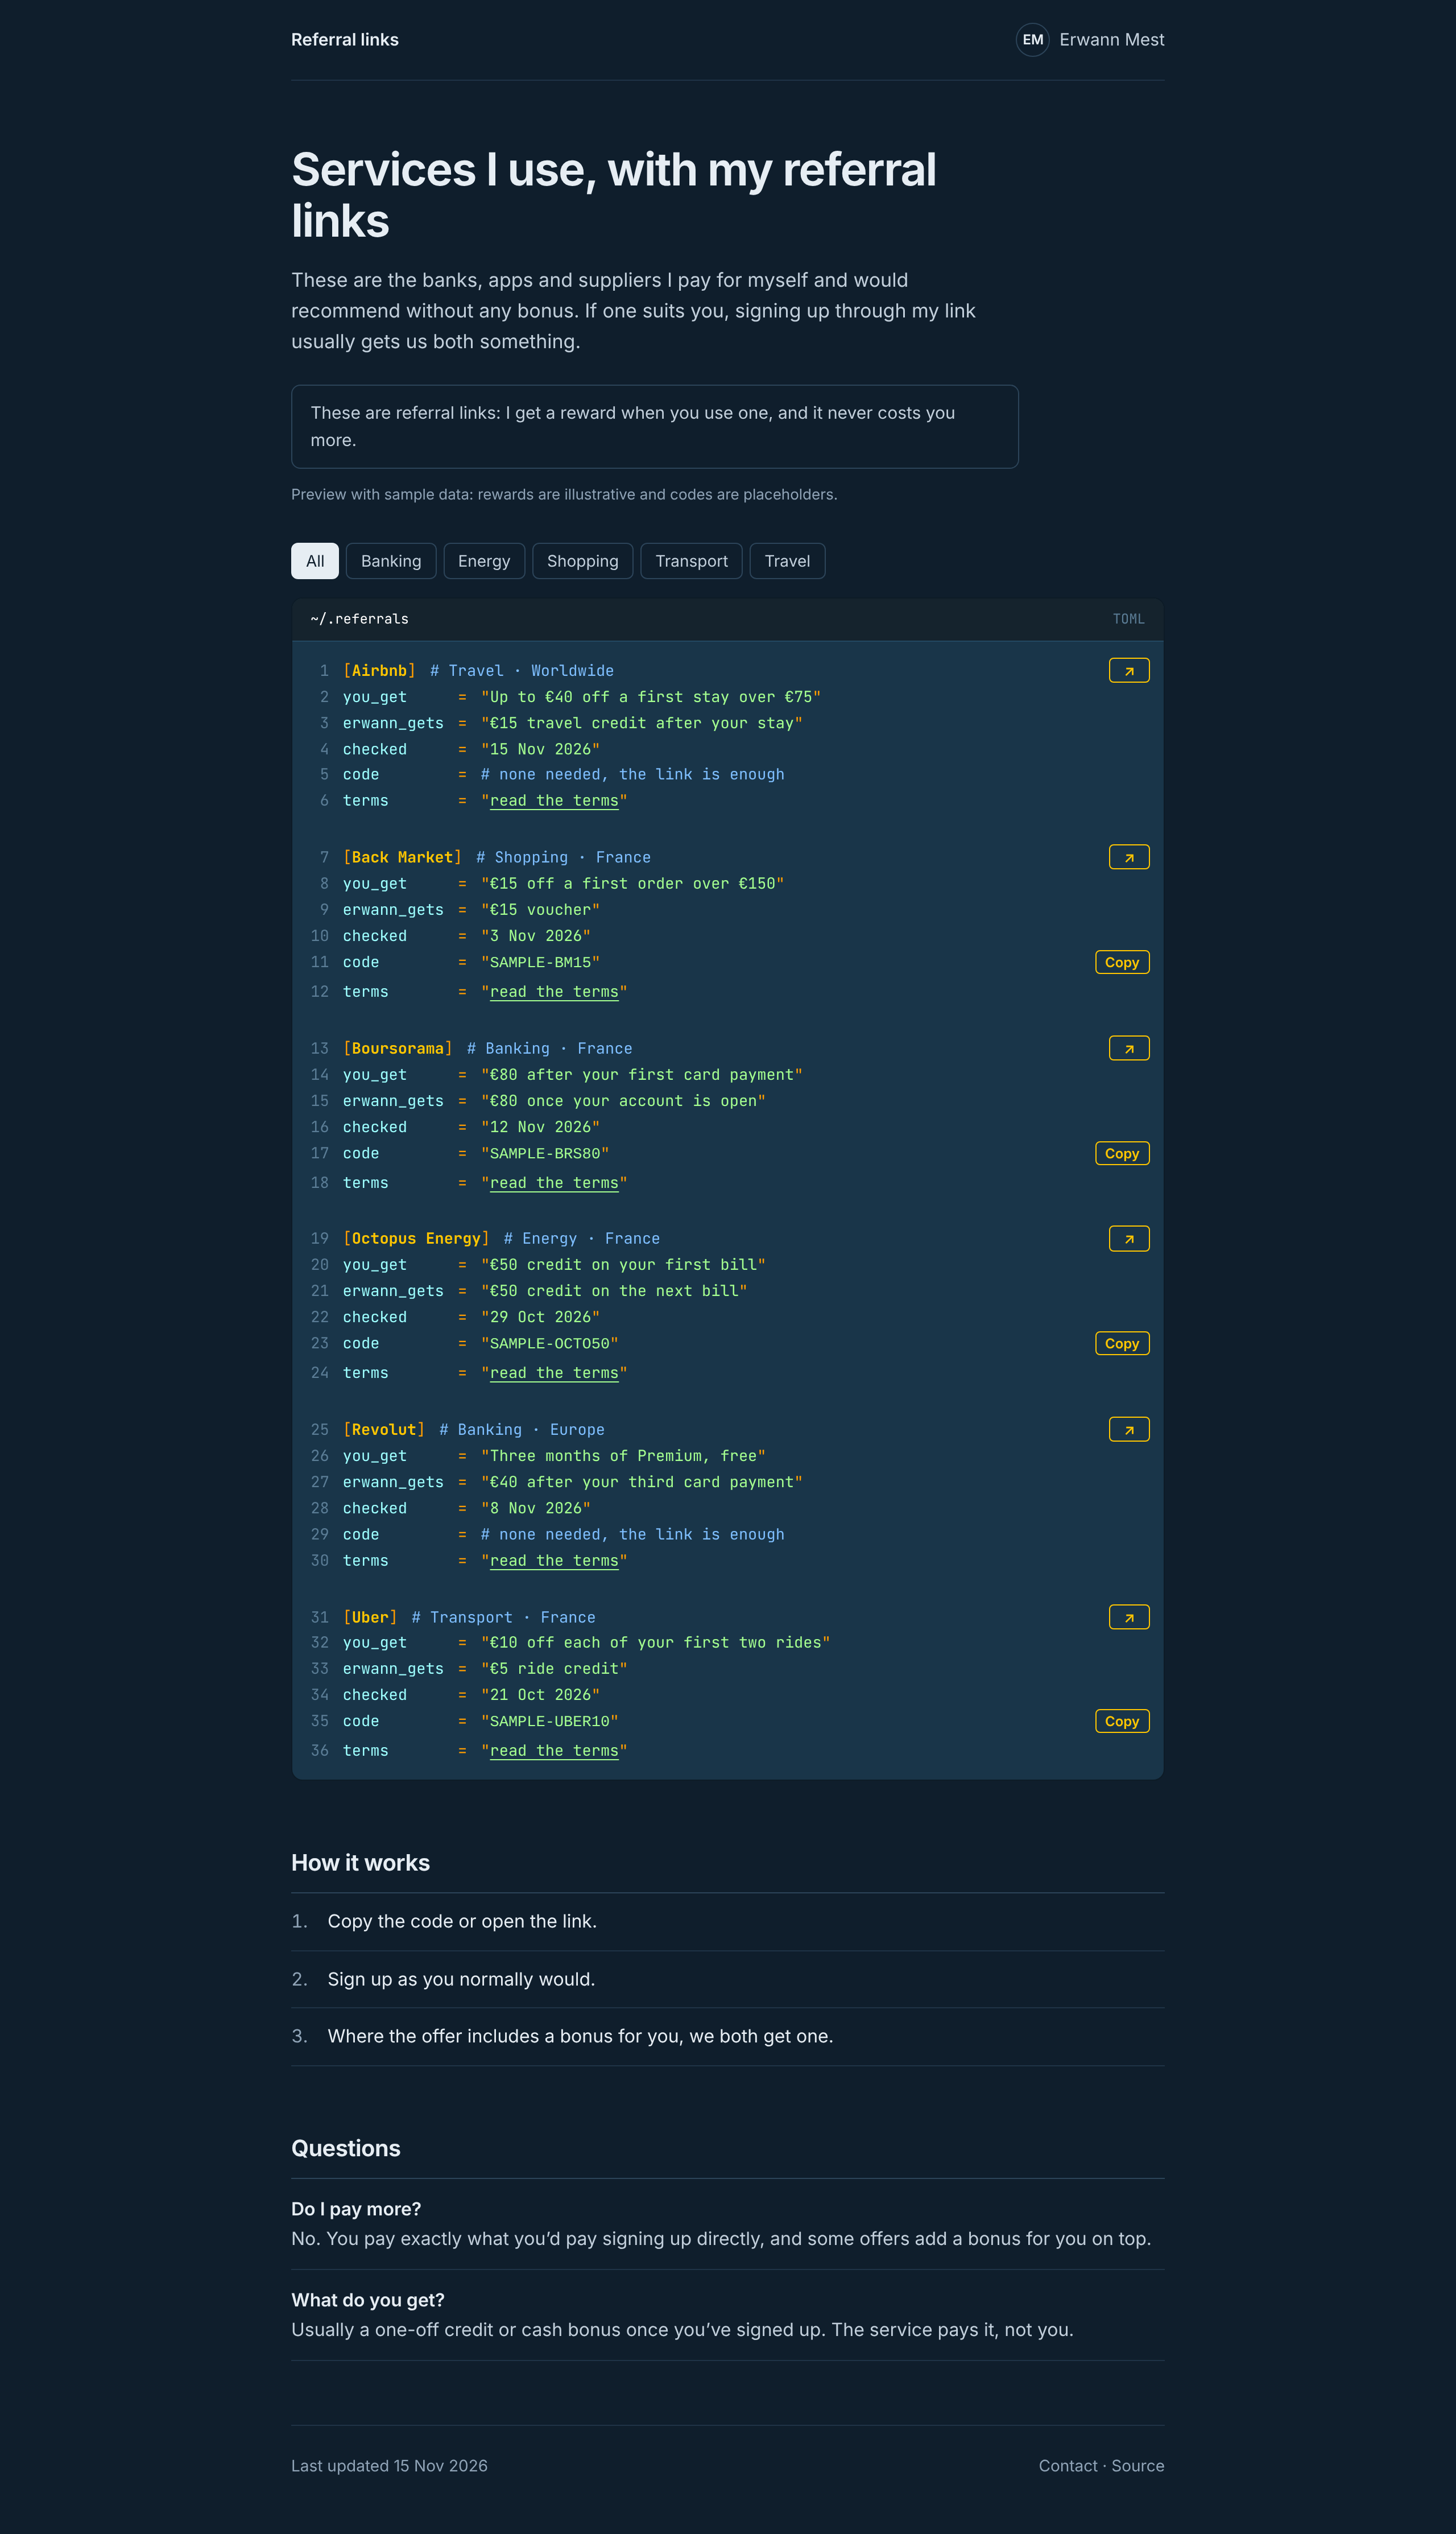 Referral links
EM Erwann Mest
Services I use, with my referral
links
These are the banks, apps and suppliers I pay for myself and would
recommend without any bonus. If one suits you, signing up through my link
usually gets us both something.
These are referral links: I get a reward when you use one, and it never costs you
more.
Preview with sample data: rewards are illustrative and codes are placeholders.
All Banking Energy Shopping Transport Travel
~/.referrals TOML
1 [Airbnb] # Travel · Worldwide ↗
2 you_get = "Up to €40 off a first stay over €75"
3 erwann_gets = "€15 travel credit after your stay"
4 checked = "15 Nov 2026"
5 code = # none needed, the link is enough
6 terms = "read the terms"
7 [Back Market] # Shopping · France ↗
8 you_get = "€15 off a first order over €150"
9 erwann_gets = "€15 voucher"
10 checked = "3 Nov 2026"
11 code = "SAMPLE-BM15" Copy
12 terms = "read the terms"
13 [Boursorama] # Banking · France ↗
14 you_get = "€80 after your first card payment"
15 erwann_gets = "€80 once your account is open"
16 checked = "12 Nov 2026"
17 code = "SAMPLE-BRS80" Copy
18 terms = "read the terms"
19 [Octopus Energy] # Energy · France ↗
20 you_get = "€50 credit on your first bill"
21 erwann_gets = "€50 credit on the next bill"
22 checked = "29 Oct 2026"
23 code = "SAMPLE-OCTO50" Copy
24 terms = "read the terms"
25 [Revolut] # Banking · Europe ↗
26 you_get = "Three months of Premium, free"
27 erwann_gets = "€40 after your third card payment"
28 checked = "8 Nov 2026"
29 code = # none needed, the link is enough
30 terms = "read the terms"
31 [Uber] # Transport · France ↗
32 you_get = "€10 off each of your first two rides"
33 erwann_gets = "€5 ride credit"
34 checked = "21 Oct 2026"
35 code = "SAMPLE-UBER10" Copy
36 terms = "read the terms"
How it works
1. Copy the code or open the link.
2. Sign up as you normally would.
3. Where the offer includes a bonus for you, we both get one.
Questions
Do I pay more?
No. You pay exactly what you’d pay signing up directly, and some offers add a bonus for you on top.
What do you get?
Usually a one-off credit or cash bonus once you’ve signed up. The service pays it, not you.
Last updated 15 Nov 2026 Contact · Source